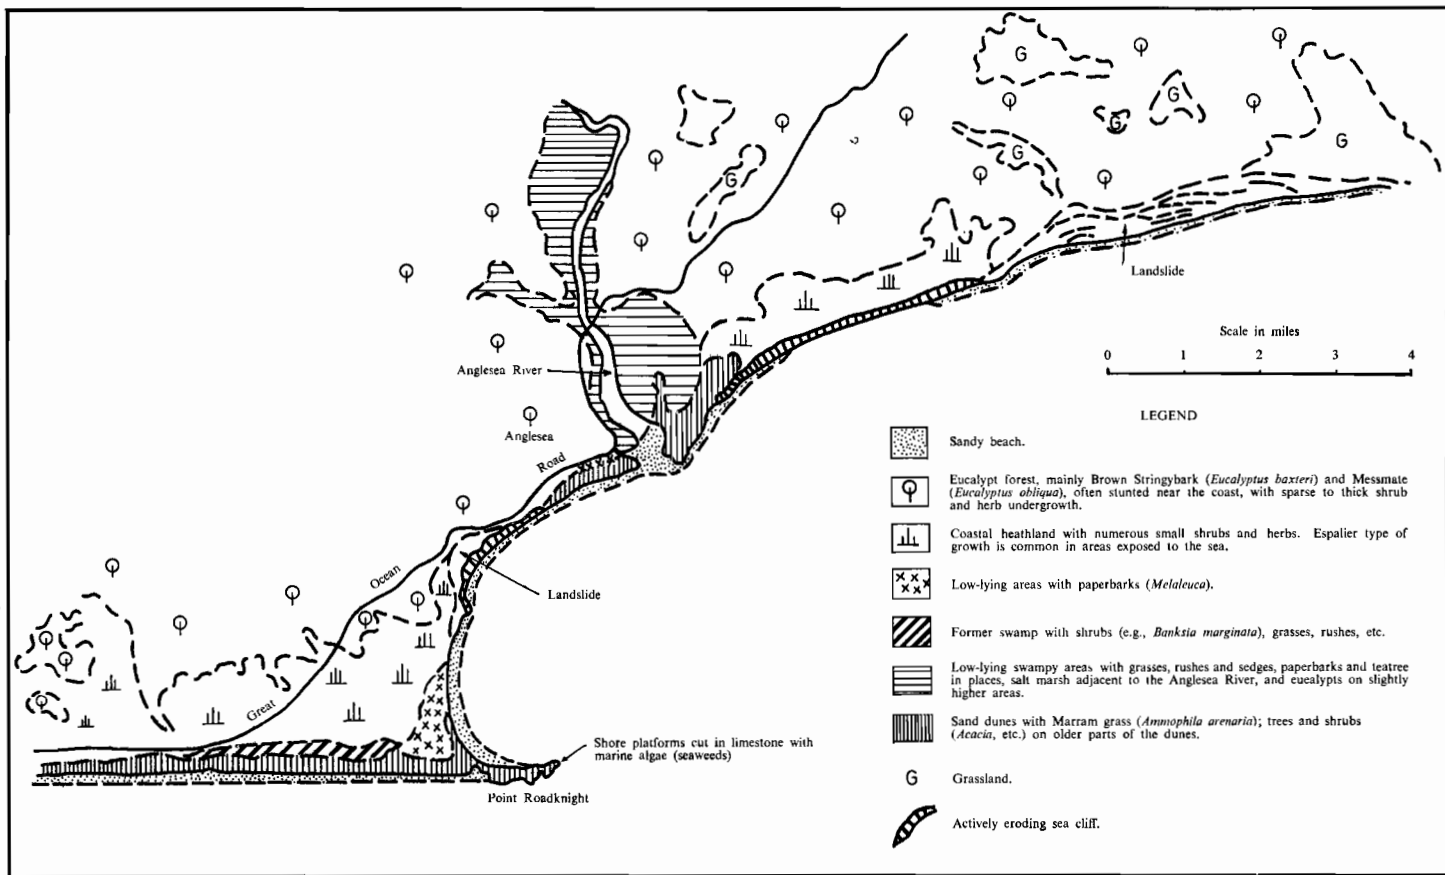 G
G
G
G
G
G
Landslide
Scale in miles
0 1 2 3 4
Anglesea River
Anglesea
Road
Ocean
Great
Landslide
Shore platforms cut in limestone with
marine algae (seaweeds)
Point Roadknight
LEGEND
Sandy beach.
Eucalypt forest, mainly Brown Stringybark (Eucalyptus baxteri) and Messmate
(Eucalyptus obliqua), often stunted near the coast, with sparse to thick shrub
and herb undergrowth.
Coastal heathland with numerous small shrubs and herbs. Espalier type of
growth is common in areas exposed to the sea.
Low-lying areas with paperbarks (Melaleuca).
Former swamp with shrubs (e.g., Banksia marginata), grasses, rushes, etc.
Low-lying swampy areas with grasses, rushes and sedges, paperbarks and teatree
in places, salt marsh adjacent to the Anglesea River, and eucalypts on slightly
higher areas.
Sand dunes with Marram grass (Ammophila arenaria); trees and shrubs
(Acacia, etc.) on older parts of the dunes.
G Grassland.
Actively eroding sea cliff.